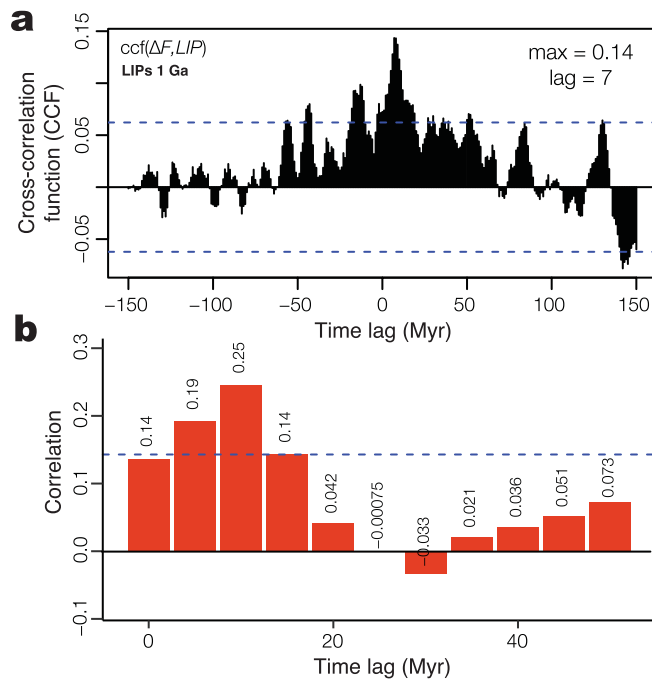 a
ccf(ΔF,LIP)
LIPs 1 Ga
max = 0.14
lag = 7
Cross-correlation
function (CCF)
0.15
0.05
−0.05
−150
−100
−50
0
50
100
150
Time lag (Myr)
b
Correlation
0.3
0.2
0.1
0.0
−0.1
0.14
0.19
0.25
0.14
0.042
−0.00075
−0.033
0.021
0.036
0.051
0.073
0
20
40
Time lag (Myr)